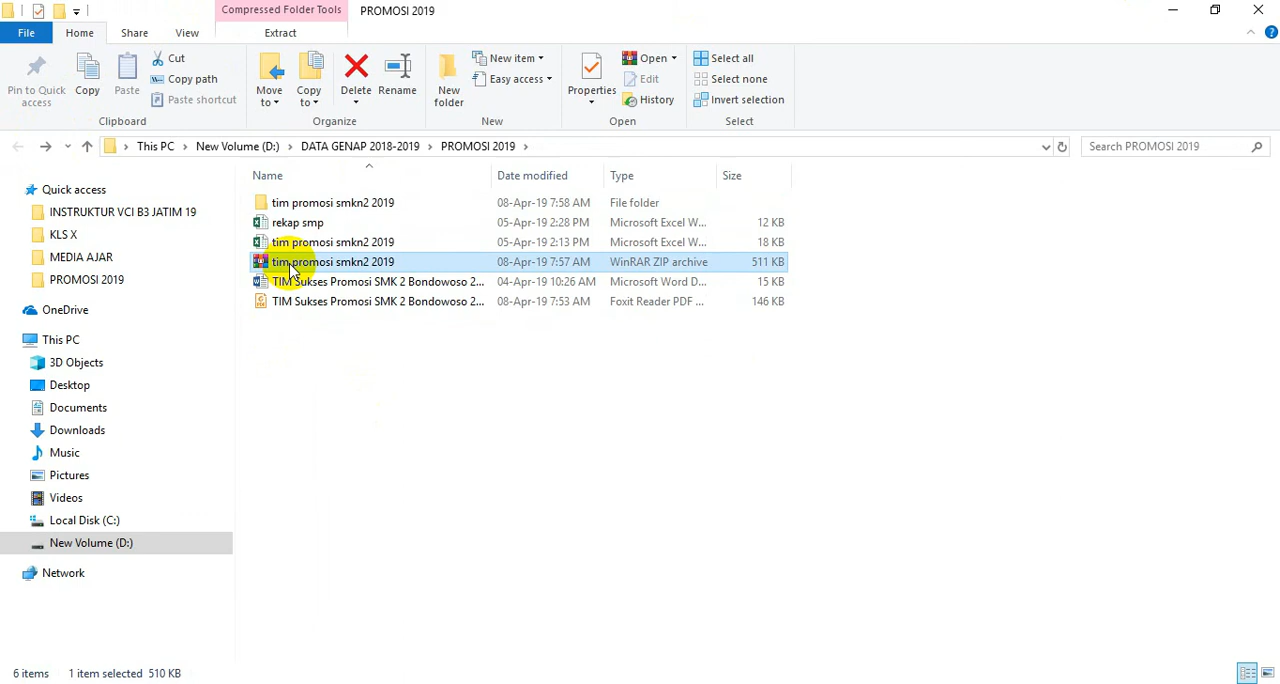 Compressed Folder Tools PROMOSI 2019
File Home Share View Extract
Pin to Quick access
Copy
Paste
Cut
Copy path
Paste shortcut
Clipboard
Move to
Copy to
Delete
Rename
Organize
New folder
New item
Easy access
New
Properties
Open
Edit
History
Open
Select all
Select none
Invert selection
Select
This PC New Volume (D:) DATA GENAP 2018-2019 PROMOSI 2019 Search PROMOSI 2019
Name Date modified Type Size
tim promosi smkn2 2019 08-Apr-19 7:58 AM File folder
rekap smp 05-Apr-19 2:28 PM Microsoft Excel W... 12 KB
tim promosi smkn2 2019 05-Apr-19 2:13 PM Microsoft Excel W... 18 KB
tim promosi smkn2 2019 08-Apr-19 7:57 AM WinRAR ZIP archive 511 KB
TIM Sukses Promosi SMK 2 Bondowoso 2... 04-Apr-19 10:26 AM Microsoft Word D... 15 KB
TIM Sukses Promosi SMK 2 Bondowoso 2... 08-Apr-19 7:53 AM Foxit Reader PDF ... 146 KB
Quick access
INSTRUKTUR VCI B3 JATIM 19
KLS X
MEDIA AJAR
PROMOSI 2019
OneDrive
This PC
3D Objects
Desktop
Documents
Downloads
Music
Pictures
Videos
Local Disk (C:)
New Volume (D:)
Network
6 items 1 item selected 510 KB